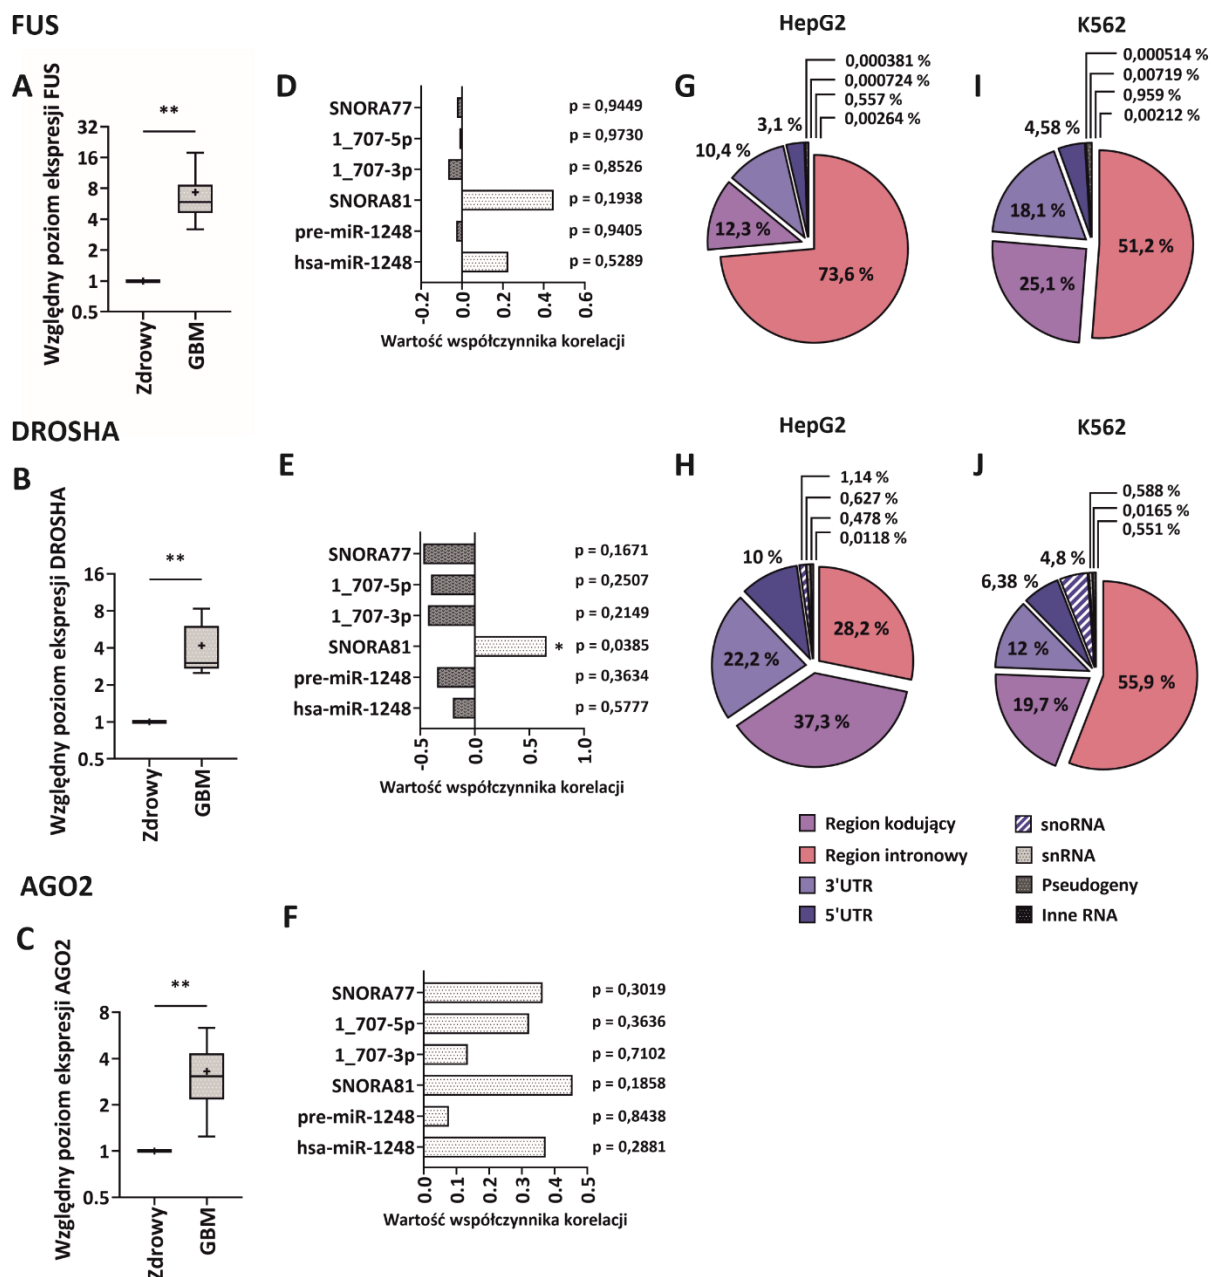 FUS
A
Względny poziom ekspresji FUS
**
32
16
8
4
2
1
0.5
Zdrowy
GBM
D
SNORA77
1_707-5p
1_707-3p
SNORA81
pre-miR-1248
hsa-miR-1248
p = 0,9449
p = 0,9730
p = 0,8526
p = 0,1938
p = 0,9405
p = 0,5289
-0.2
0.0
0.2
0.4
0.6
Wartość współczynnika korelacji
HepG2
G
0,000381 %
0,000724 %
0,557 %
0,00264 %
3,1 %
10,4 %
12,3 %
73,6 %
K562
I
0,000514 %
0,00719 %
0,959 %
0,00212 %
4,58 %
18,1 %
25,1 %
51,2 %
DROSHA
B
Względny poziom ekspresji DROSHA
**
16
8
4
2
1
0.5
Zdrowy
GBM
E
SNORA77
1_707-5p
1_707-3p
SNORA81
pre-miR-1248
hsa-miR-1248
p = 0,1671
p = 0,2507
p = 0,2149
* p = 0,0385
p = 0,3634
p = 0,5777
-0.5
0.0
0.5
1.0
Wartość współczynnika korelacji
HepG2
H
1,14 %
0,627 %
0,478 %
0,0118 %
10 %
22,2 %
28,2 %
37,3 %
K562
J
0,588 %
0,0165 %
0,551 %
4,8 %
6,38 %
12 %
19,7 %
55,9 %
Region kodujący
Region intronowy
3'UTR
5'UTR
snoRNA
snRNA
Pseudogeny
Inne RNA
AGO2
C
Względny poziom ekspresji AGO2
**
8
4
2
1
0.5
Zdrowy
GBM
F
SNORA77
1_707-5p
1_707-3p
SNORA81
pre-miR-1248
hsa-miR-1248
p = 0,3019
p = 0,3636
p = 0,7102
p = 0,1858
p = 0,8438
p = 0,2881
0.0
0.1
0.2
0.3
0.4
0.5
Wartość współczynnika korelacji